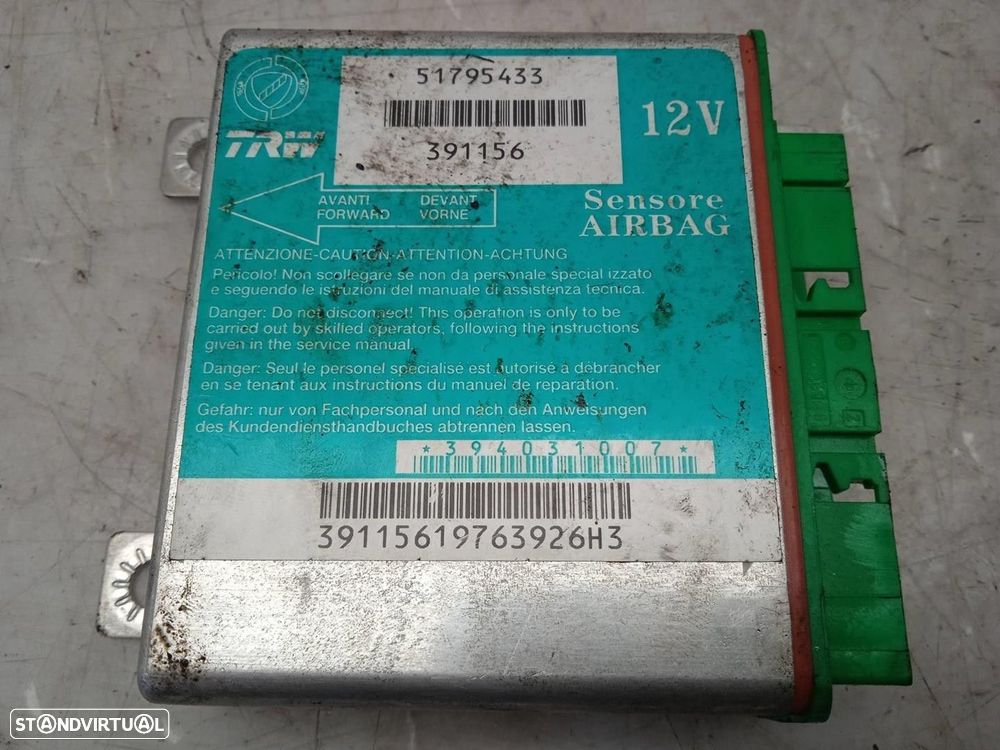 51795433
391156
12V
TRW
AVANTI DEVANT
FORWARD VORNE
Sensore
AIRBAG
ATTENZIONE-CAUTION-ATTENTION-ACHTUNG
Pericolo! Non scollegare se non da personale special izzato
e seguendo le istruzioni del manuale di assistenza tecnica.
Danger: Do not disconnect! This operation is only to be
carried out by skilled operators, following the instructions
given in the service manual.
Danger: Seul le personel specialisé est autorisé a débrancher
en se tenant aux instructions du manuel de reparation.
Gefahr: nur von Fachpersonal und nach den Anweisungen
des Kundendiensthandbuches abtrennen lassen.
*394031007*
39115619763926H3
STANDVIRTUAL